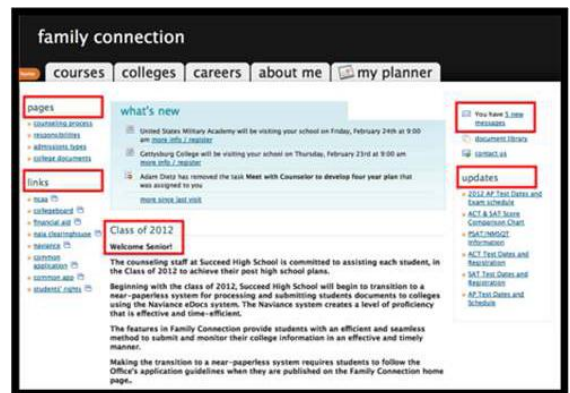 family connection
home
courses
colleges
careers
about me
my planner
pages
counseling process
responsibilities
admissions types
college documents
links
ncaa
collegeboard
financial aid
naia clearinghouse
naviance
common
application
common app
students' rights
what's new
United States Military Academy will be visiting your school on Friday, February 24th at 9:00
am more info / register
Gettysburg College will be visiting your school on Thursday, February 23rd at 9:00 am
more info / register
Adam Dietz has removed the task Meet with Counselor to develop four year plan that
was assigned to you
more since last visit
Class of 2012
Welcome Senior!
The counseling staff at Succeed High School is committed to assisting each student, in
the Class of 2012 to achieve their post high school plans.
Beginning with the class of 2012, Succeed High School will begin to transition to a
near-paperless system for processing and submitting students documents to colleges
using the Naviance eDocs system. The Naviance system creates a level of proficiency
that is effective and time-efficient.
The features in Family Connection provide students with an efficient and seamless
method to submit and monitor their college information in an effective and timely
manner.
Making the transition to a near-paperless system requires students to follow the
Office's application guidelines when they are published on the Family Connection home
page.
You have 5 new
messages
document library
contact us
updates
2012 AP Test Dates and
Exam schedule
ACT & SAT Score
Comparison Chart
PSAT/NMSQT
Information
ACT Test Dates and
Registration
SAT Test Dates and
Registration
AP Test Dates and
Schedule